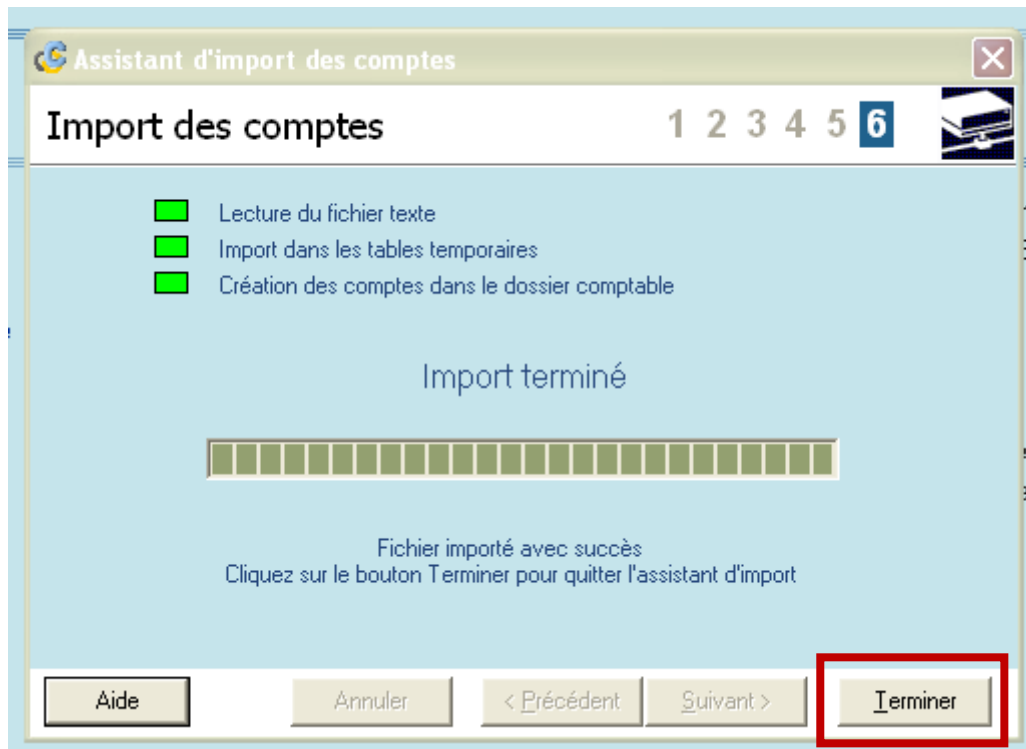 Assistant d'import des comptes
Import des comptes
1 2 3 4 5 6
Lecture du fichier texte
Import dans les tables temporaires
Création des comptes dans le dossier comptable
Import terminé
Fichier importé avec succès
Cliquez sur le bouton Terminer pour quitter l'assistant d'import
Aide
Annuler
< Précédent
Suivant >
Terminer